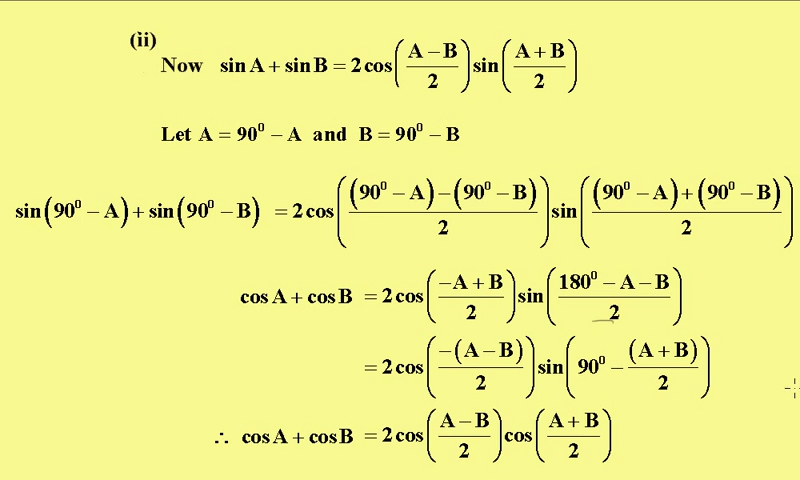 (ii)
Now sin A + sin B = 2 cos((A − B)/2) sin((A + B)/2)
Let A = 90⁰ − A and B = 90⁰ − B
sin(90⁰ − A) + sin(90⁰ − B) = 2 cos(((90⁰ − A) − (90⁰ − B))/2) sin(((90⁰ − A) + (90⁰ − B))/2)
cos A + cos B = 2 cos((−A + B)/2) sin((180⁰ − A − B)/2)
= 2 cos((−(A − B))/2) sin(90⁰ − (A + B)/2)
∴ cos A + cos B = 2 cos((A − B)/2) cos((A + B)/2)